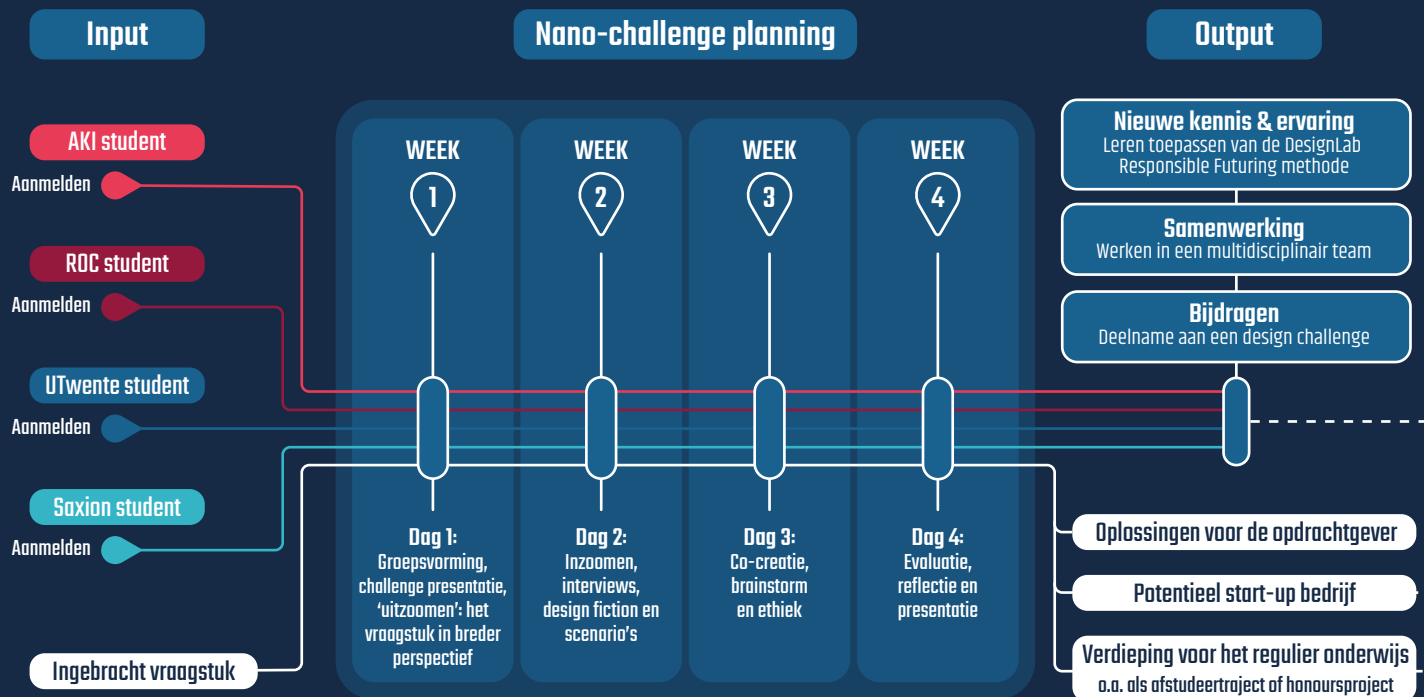 Input
Nano-challenge planning
Output
AKI student
Aanmelden
ROC student
Aanmelden
UTwente student
Aanmelden
Saxion student
Aanmelden
Ingebracht vraagstuk
WEEK
1
Dag 1:
Groepsvorming,
challenge presentatie,
'uitzoomen': het
vraagstuk in breder
perspectief
WEEK
2
Dag 2:
Inzoomen,
interviews,
design fiction en
scenario's
WEEK
3
Dag 3:
Co-creatie,
brainstorm
en ethiek
WEEK
4
Dag 4:
Evaluatie,
reflectie en
presentatie
Nieuwe kennis & ervaring
Leren toepassen van de DesignLab
Responsible Futuring methode
Samenwerking
Werken in een multidisciplinair team
Bijdragen
Deelname aan een design challenge
Oplossingen voor de opdrachtgever
Potentieel start-up bedrijf
Verdieping voor het regulier onderwijs
o.a. als afstudeertraject of honoursproject